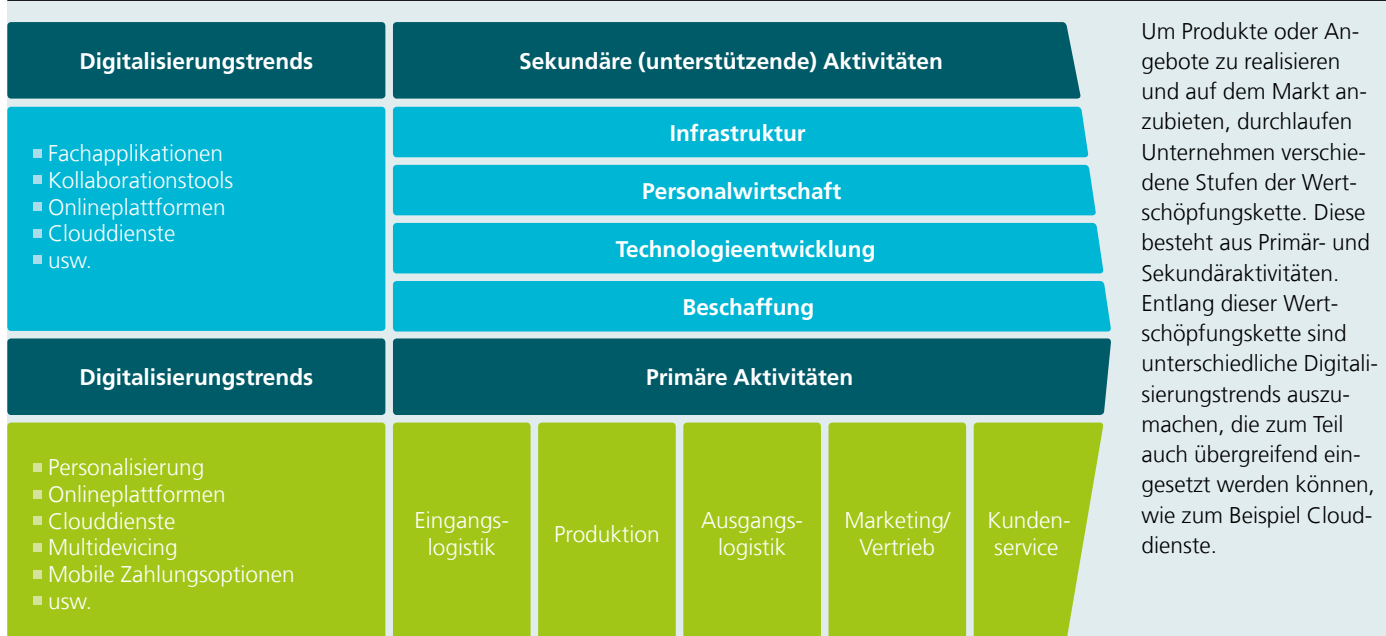 Digitalisierungstrends
Sekundäre (unterstützende) Aktivitäten
Fachapplikationen
Kollaborationstools
Onlineplattformen
Clouddienste
usw.
Infrastruktur
Personalwirtschaft
Technologieentwicklung
Beschaffung
Digitalisierungstrends
Primäre Aktivitäten
Personalisierung
Onlineplattformen
Clouddienste
Multidevicing
Mobile Zahlungsoptionen
usw.
Eingangs-
logistik
Produktion
Ausgangs-
logistik
Marketing/
Vertrieb
Kunden-
service
Um Produkte oder An-
gebote zu realisieren
und auf dem Markt an-
zubieten, durchlaufen
Unternehmen verschie-
dene Stufen der Wert-
schöpfungskette. Diese
besteht aus Primär- und
Sekundäraktivitäten.
Entlang dieser Wert-
schöpfungskette sind
unterschiedliche Digitali-
sierungstrends auszu-
machen, die zum Teil
auch übergreifend ein-
gesetzt werden können,
wie zum Beispiel Cloud-
dienste.